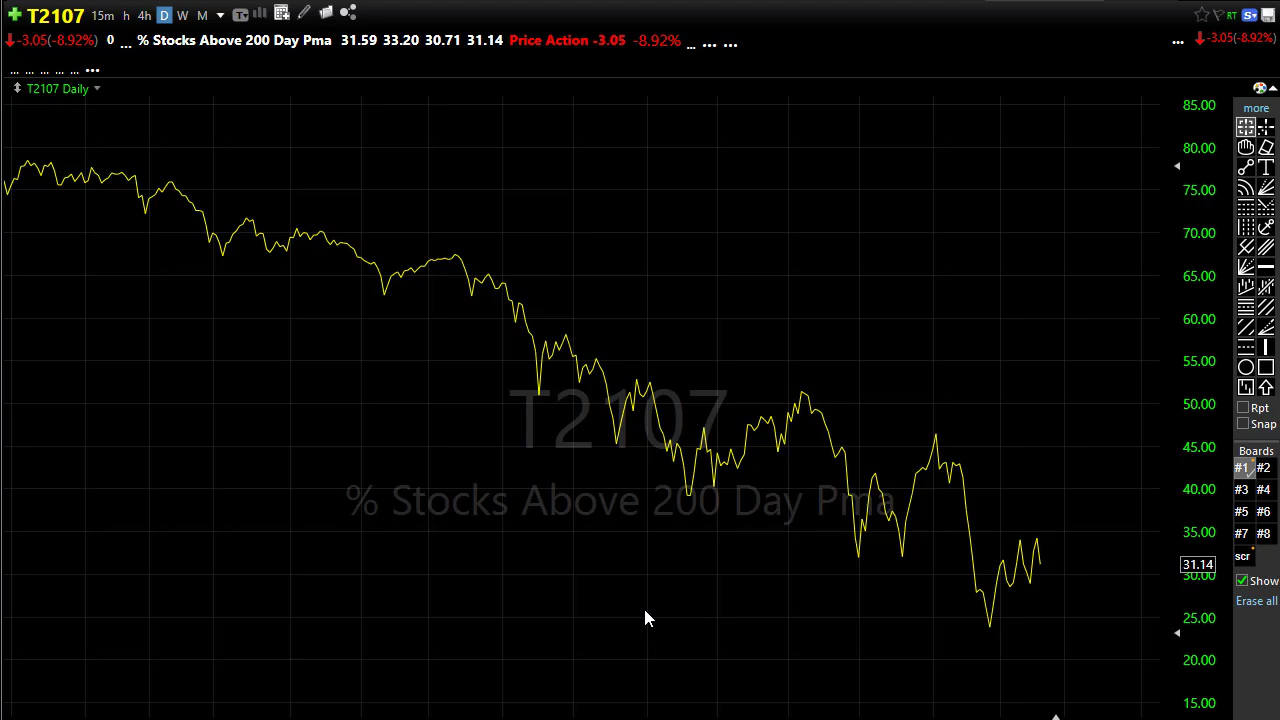 T2107 15m h 4h D W M T RT S
-3.05(-8.92%) 0 ... % Stocks Above 200 Day Pma 31.59 33.20 30.71 31.14 Price Action -3.05 -8.92% ... ... ... ... -3.05(-8.92%)
... ... ... ... ... ...
T2107 Daily
more
85.00
80.00
75.00
70.00
65.00
60.00
55.00
50.00
45.00
40.00
35.00
31.14
30.00
25.00
20.00
15.00
T2107
% Stocks Above 200 Day Pma
T
Rpt
Snap
Boards
#1 #2
#3 #4
#5 #6
#7 #8
scr
Show
Erase all